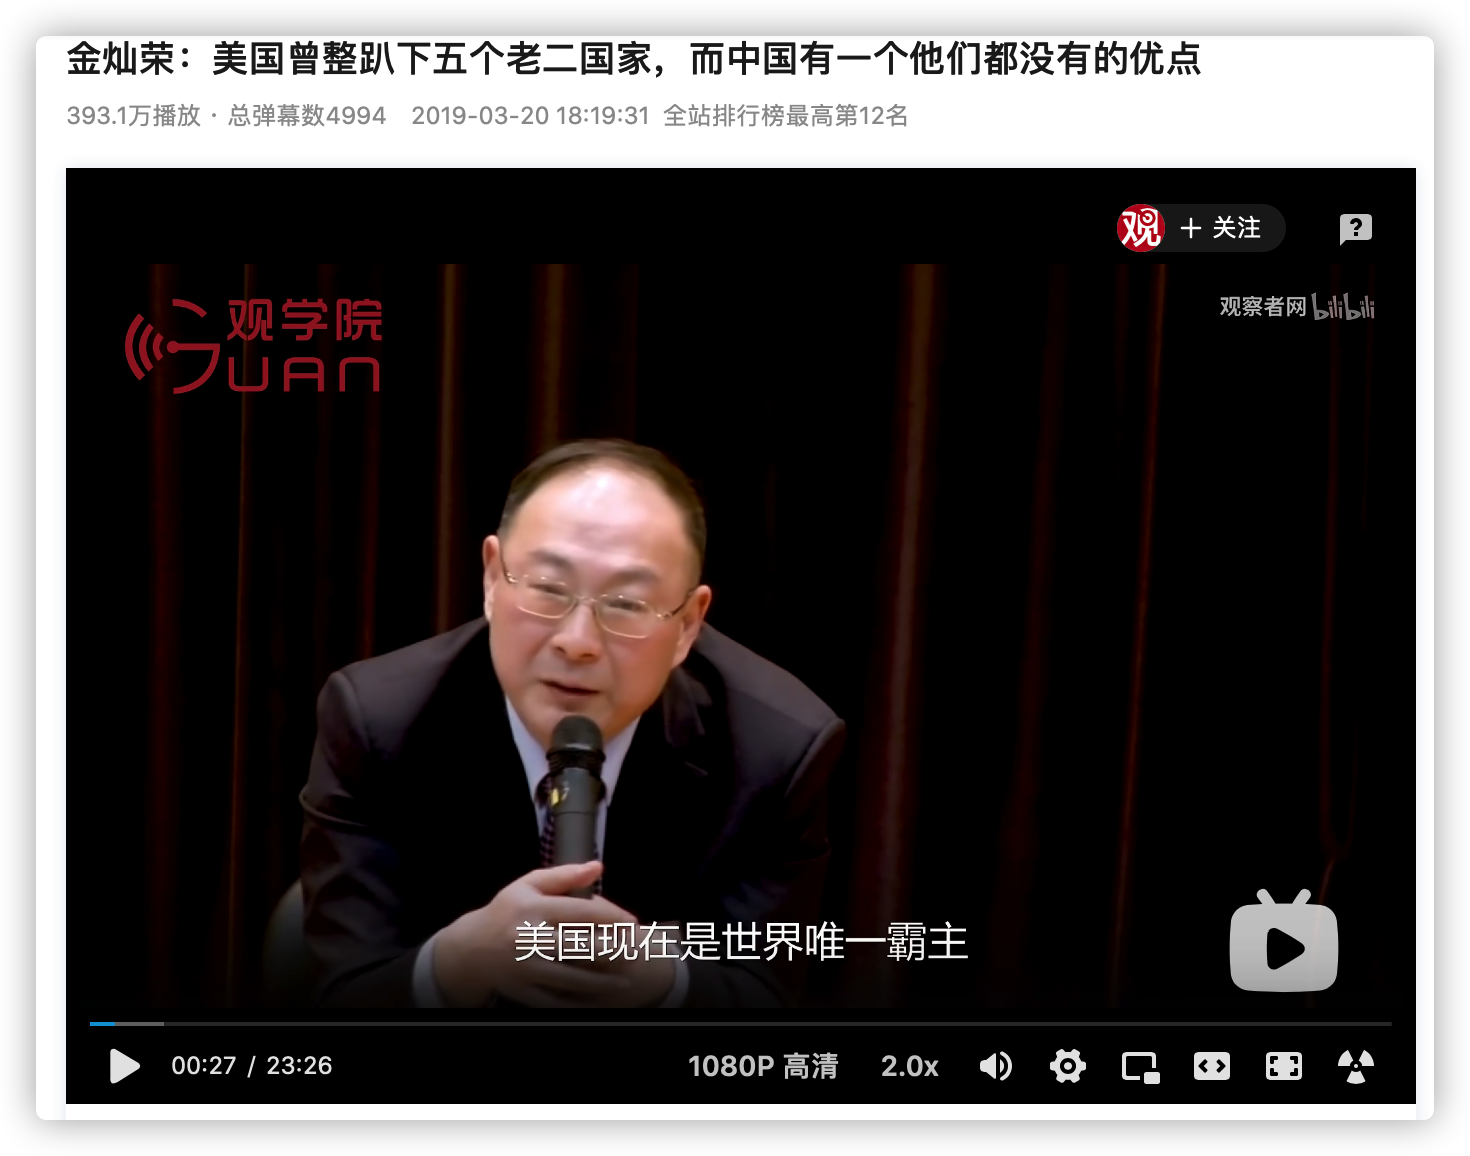 金灿荣：美国曾整趴下五个老二国家，而中国有一个他们都没有的优点
393.1万播放 · 总弹幕数4994 2019-03-20 18:19:31 全站排行榜最高第12名
观 + 关注
?
观察者网 bilibili
观学院
GUAN
美国现在是世界唯一霸主
00:27 / 23:26 1080P 高清 2.0x